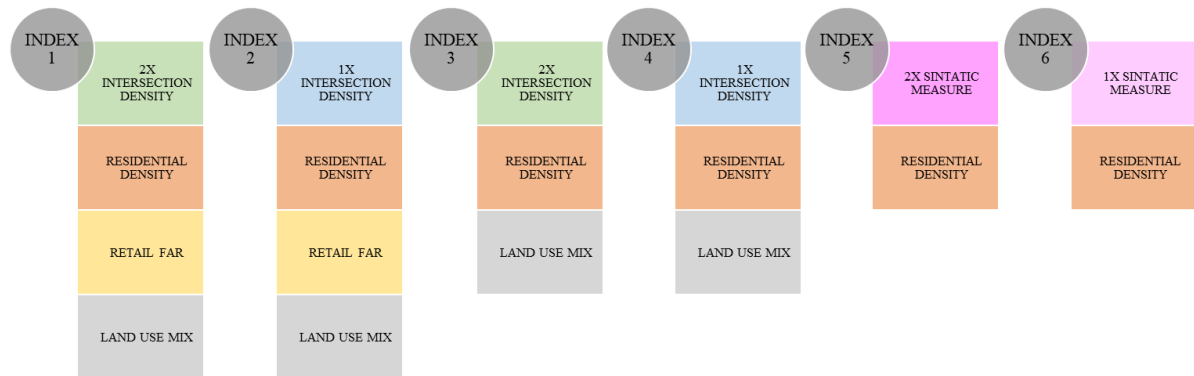 INDEX
1
2X
INTERSECTION
DENSITY
RESIDENTIAL
DENSITY
RETAIL FAR
LAND USE MIX
INDEX
2
1X
INTERSECTION
DENSITY
RESIDENTIAL
DENSITY
RETAIL FAR
LAND USE MIX
INDEX
3
2X
INTERSECTION
DENSITY
RESIDENTIAL
DENSITY
LAND USE MIX
INDEX
4
1X
INTERSECTION
DENSITY
RESIDENTIAL
DENSITY
LAND USE MIX
INDEX
5
2X SINTATIC
MEASURE
RESIDENTIAL
DENSITY
INDEX
6
1X SINTATIC
MEASURE
RESIDENTIAL
DENSITY